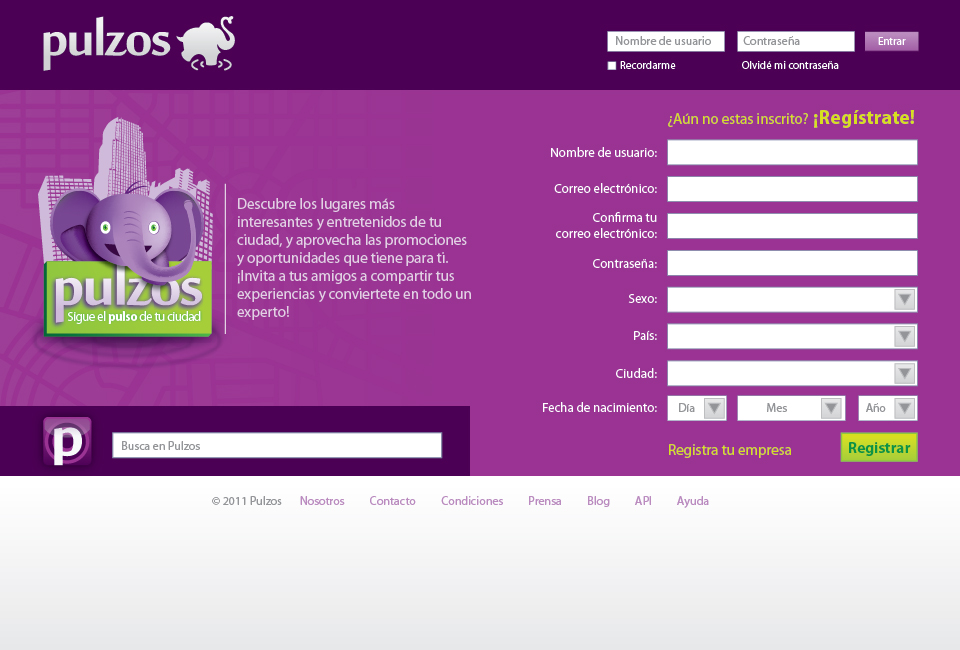 pulzos
Nombre de usuario
Contraseña
Entrar
Recordarme
Olvidé mi contraseña
pulzos
Sigue el pulso de tu ciudad
Descubre los lugares más
interesantes y entretenidos de tu
ciudad, y aprovecha las promociones
y oportunidades que tiene para tì.
¡Invita a tus amigos a compartir tus
experiencias y conviertete en todo un
experto!
¿Aún no estas inscrito? ¡Regístrate!
Nombre de usuario:
Correo electrónico:
Confirma tu
correo electrónico:
Contraseña:
Sexo:
País:
Ciudad:
Fecha de nacimiento:
Día
Mes
Año
Registra tu empresa
Registrar
p
Busca en Pulzos
© 2011 Pulzos Nosotros Contacto Condiciones Prensa Blog API Ayuda